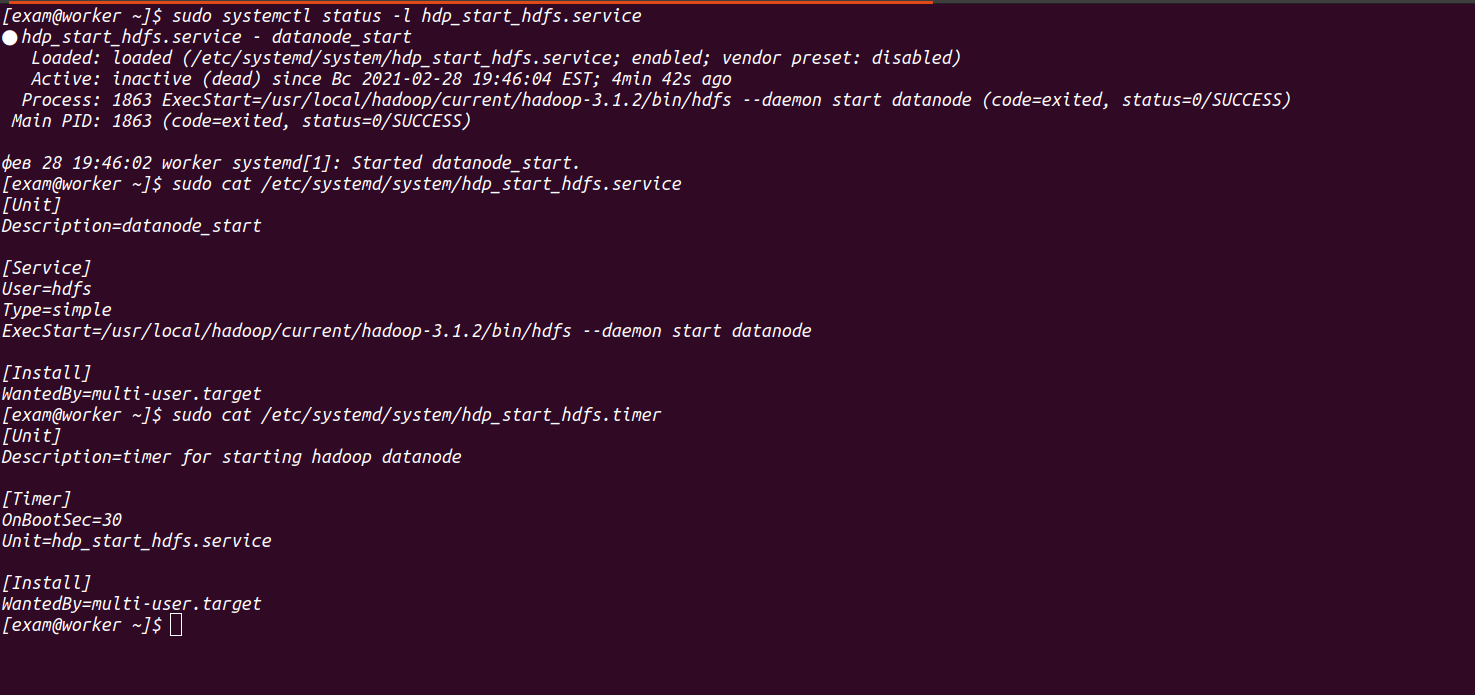 [exam@worker ~]$ sudo systemctl status -l hdp_start_hdfs.service
● hdp_start_hdfs.service - datanode_start
   Loaded: loaded (/etc/systemd/system/hdp_start_hdfs.service; enabled; vendor preset: disabled)
   Active: inactive (dead) since Вс 2021-02-28 19:46:04 EST; 4min 42s ago
  Process: 1863 ExecStart=/usr/local/hadoop/current/hadoop-3.1.2/bin/hdfs --daemon start datanode (code=exited, status=0/SUCCESS)
 Main PID: 1863 (code=exited, status=0/SUCCESS)

фев 28 19:46:02 worker systemd[1]: Started datanode_start.
[exam@worker ~]$ sudo cat /etc/systemd/system/hdp_start_hdfs.service
[Unit]
Description=datanode_start

[Service]
User=hdfs
Type=simple
ExecStart=/usr/local/hadoop/current/hadoop-3.1.2/bin/hdfs --daemon start datanode

[Install]
WantedBy=multi-user.target
[exam@worker ~]$ sudo cat /etc/systemd/system/hdp_start_hdfs.timer
[Unit]
Description=timer for starting hadoop datanode

[Timer]
OnBootSec=30
Unit=hdp_start_hdfs.service

[Install]
WantedBy=multi-user.target
[exam@worker ~]$